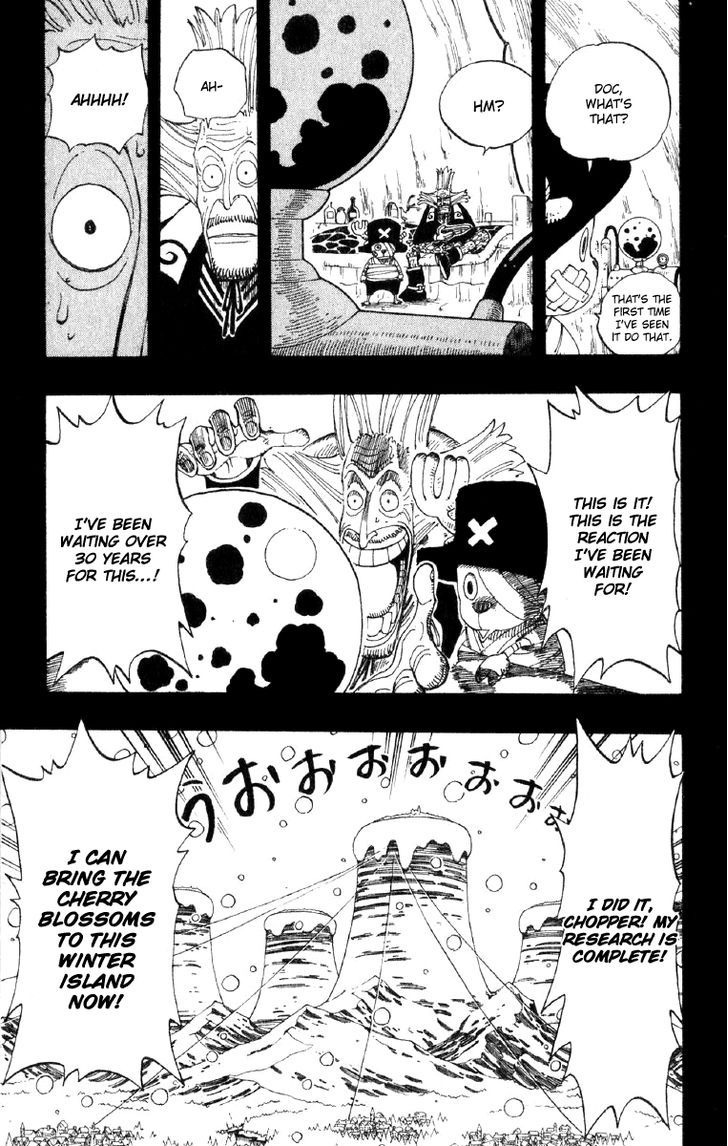 DOC,
WHAT'S
THAT?
THAT'S THE
FIRST TIME
I'VE SEEN
IT DO THAT.
HM?
AH-
AHHHH!
THIS IS IT!
THIS IS THE
REACTION
I'VE BEEN
WAITING
FOR!
I'VE BEEN
WAITING OVER
30 YEARS
FOR THIS...!
うおおおおおおお
I DID IT,
CHOPPER! MY
RESEARCH IS
COMPLETE!
I CAN
BRING THE
CHERRY
BLOSSOMS
TO THIS
WINTER
ISLAND
NOW!